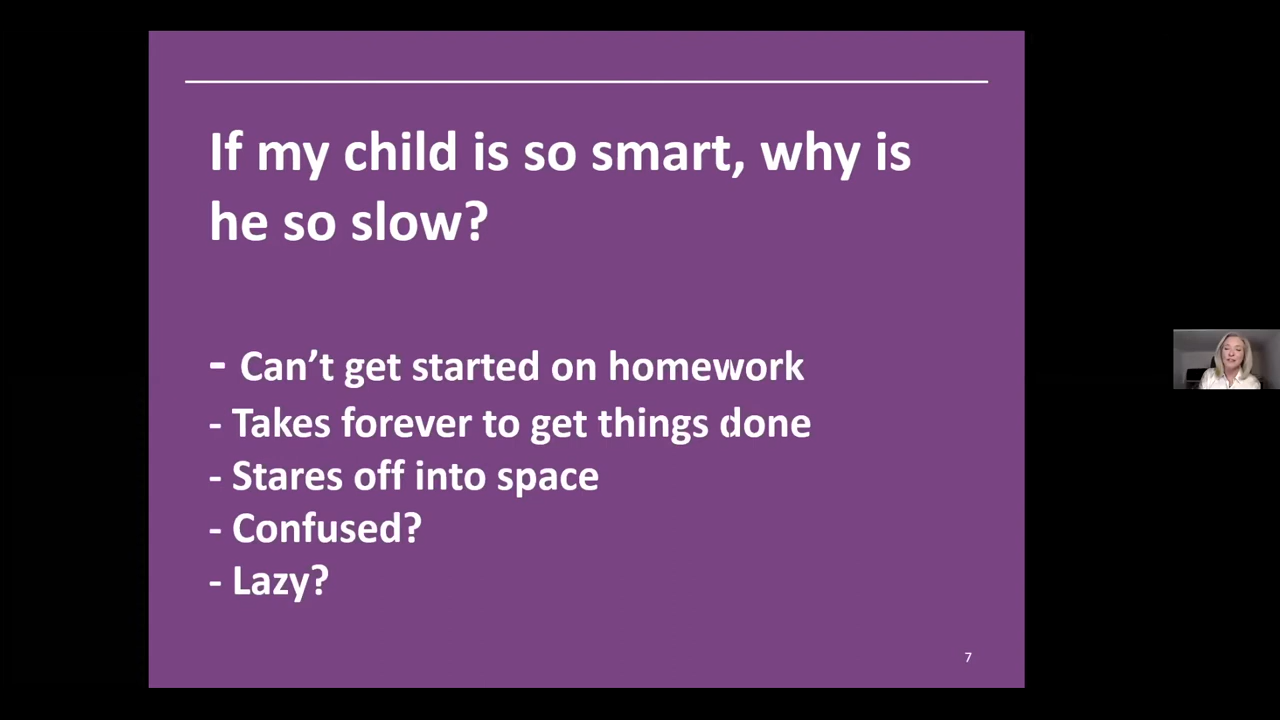 If my child is so smart, why is
he so slow?
- Can’t get started on homework
- Takes forever to get things done
- Stares off into space
- Confused?
- Lazy?
7